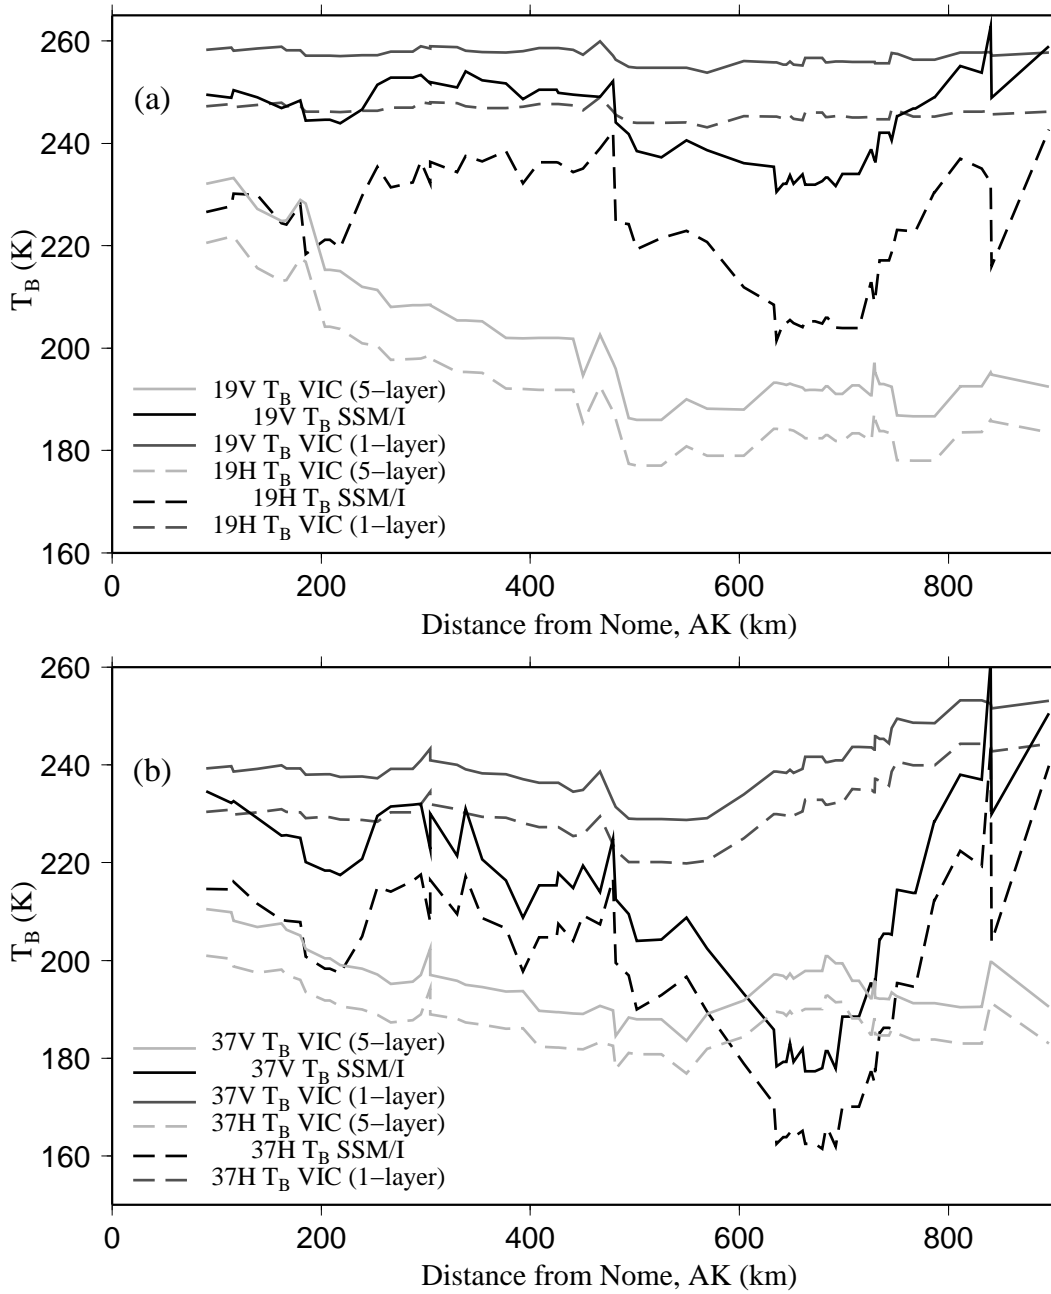 260
240
220
200
180
160
T_B (K)
(a)
19V T_B VIC (5−layer)
19V T_B SSM/I
19V T_B VIC (1−layer)
19H T_B VIC (5−layer)
19H T_B SSM/I
19H T_B VIC (1−layer)
0 200 400 600 800
Distance from Nome, AK (km)
260
240
220
200
180
160
T_B (K)
(b)
37V T_B VIC (5−layer)
37V T_B SSM/I
37V T_B VIC (1−layer)
37H T_B VIC (5−layer)
37H T_B SSM/I
37H T_B VIC (1−layer)
0 200 400 600 800
Distance from Nome, AK (km)